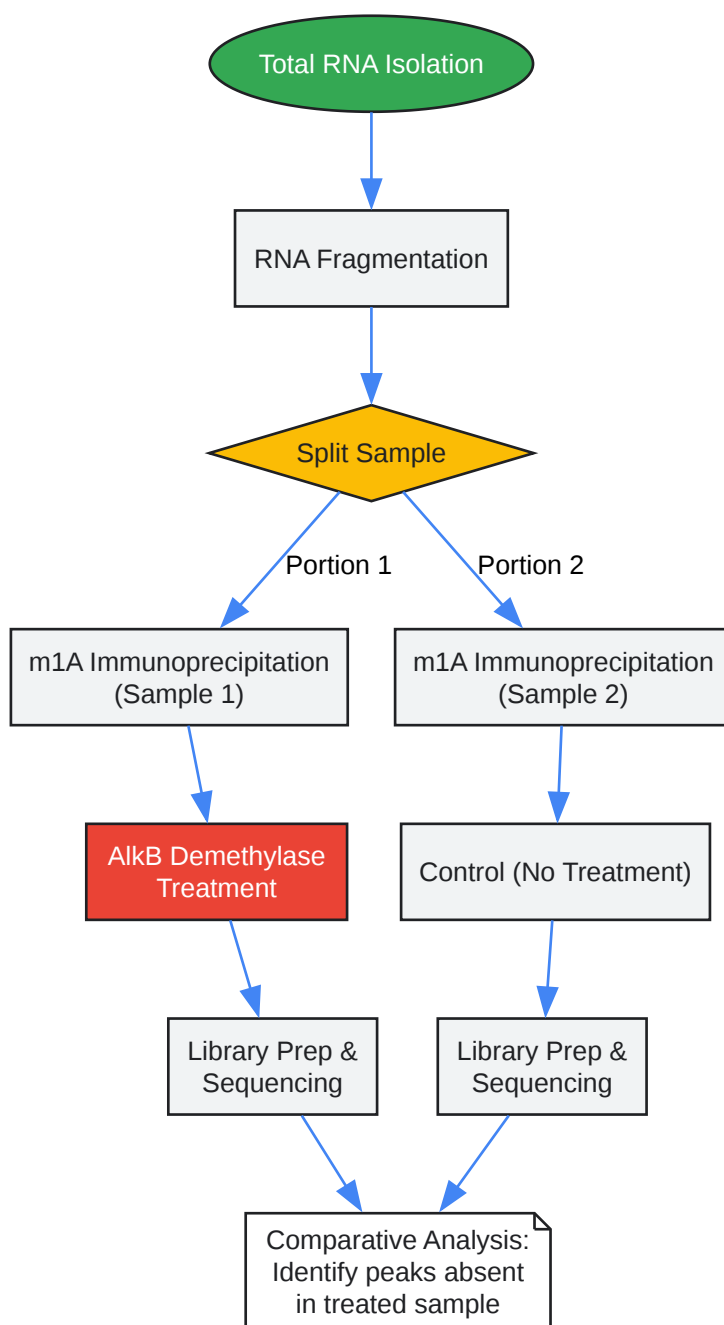 Total RNA Isolation
RNA Fragmentation
Split Sample
Portion 1
Portion 2
m1A Immunoprecipitation
(Sample 1)
m1A Immunoprecipitation
(Sample 2)
AlkB Demethylase
Treatment
Control (No Treatment)
Library Prep &
Sequencing
Library Prep &
Sequencing
Comparative Analysis:
Identify peaks absent
in treated sample